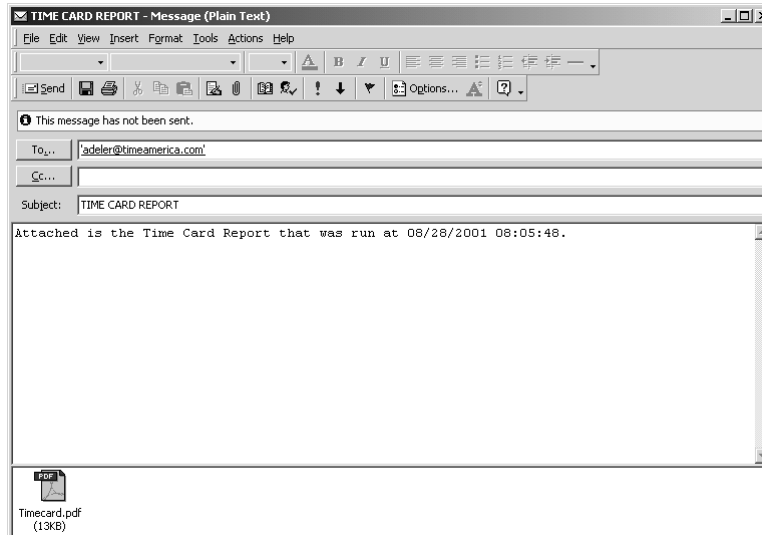 TIME CARD REPORT - Message (Plain Text)
File Edit View Insert Format Tools Actions Help
A B I U
Send Options... A
This message has not been sent.
To... 'adeler@timeamerica.com'
Cc...
Subject: TIME CARD REPORT
Attached is the Time Card Report that was run at 08/28/2001 08:05:48.
PDF
Timecard.pdf
(13KB)